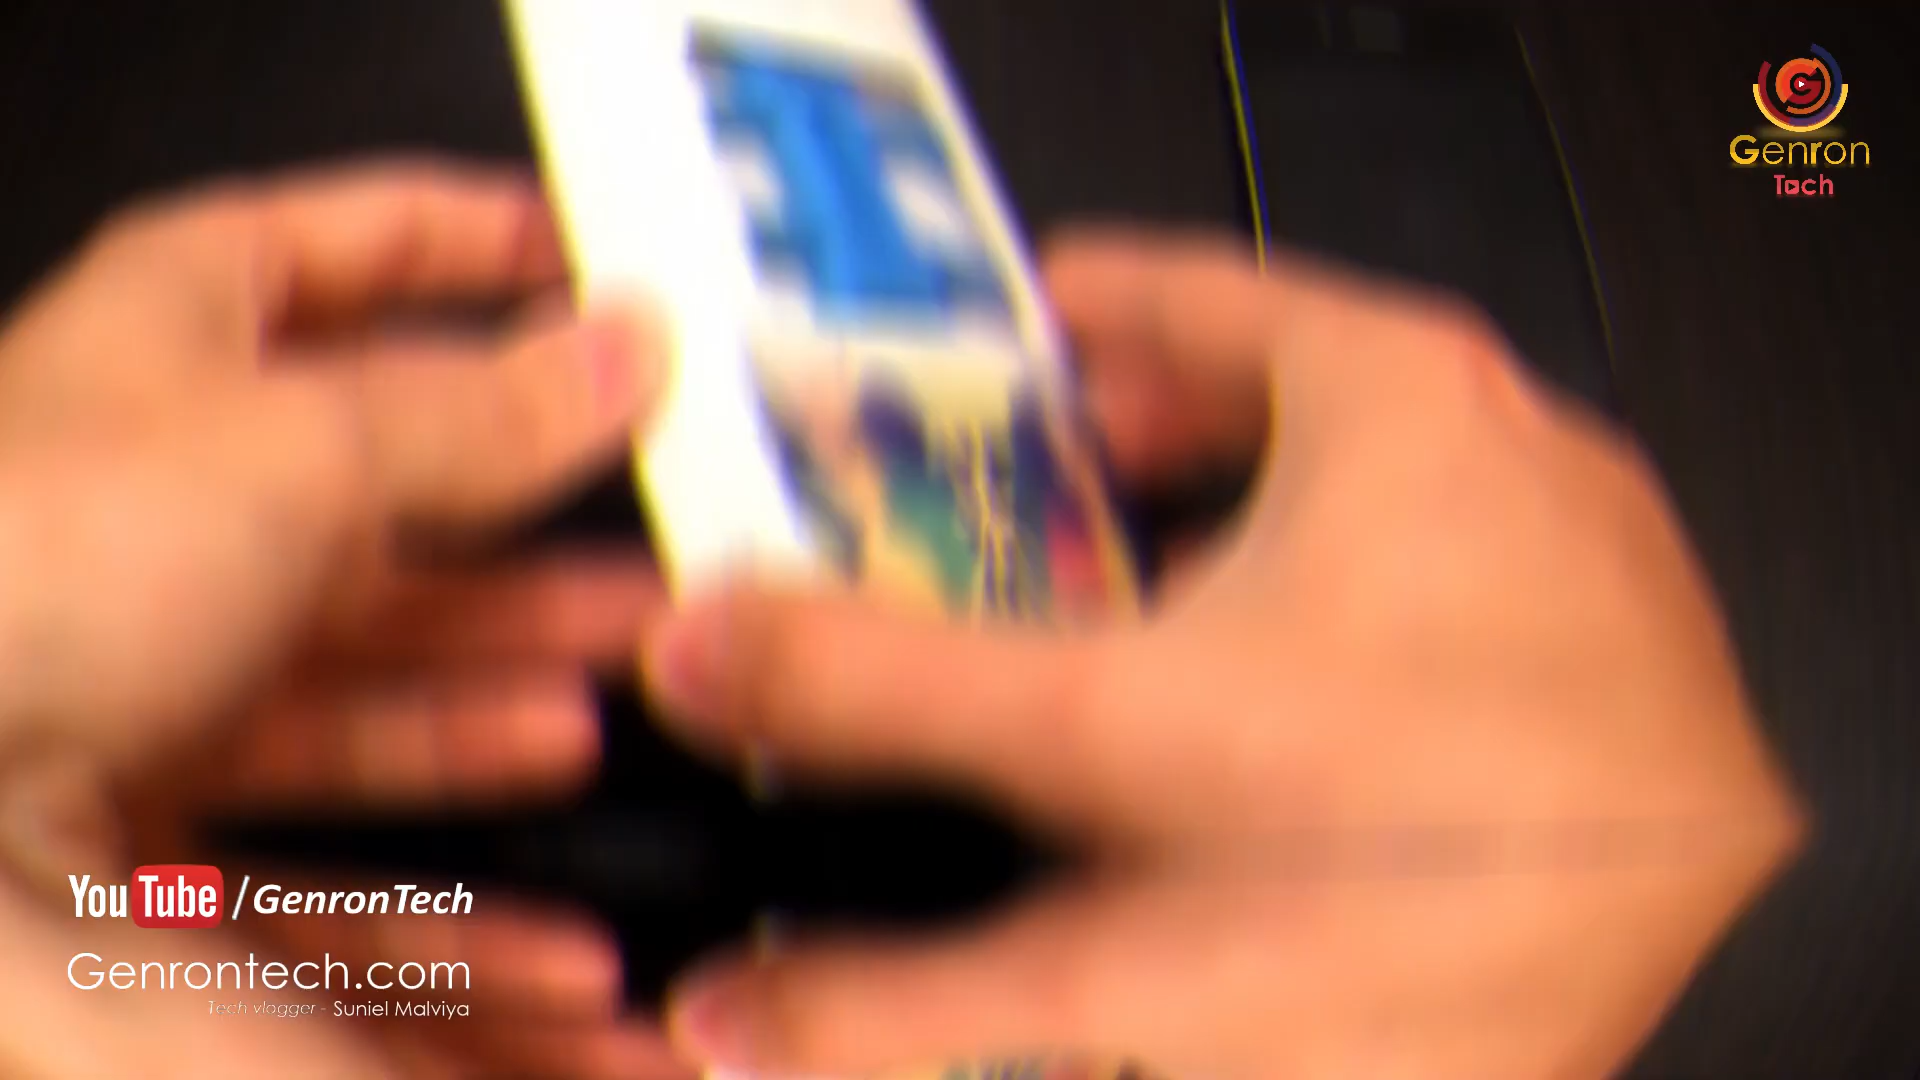 Genron
Tech
YouTube /GenronTech
Genrontech.com
Tech vlogger - Suniel Malviya